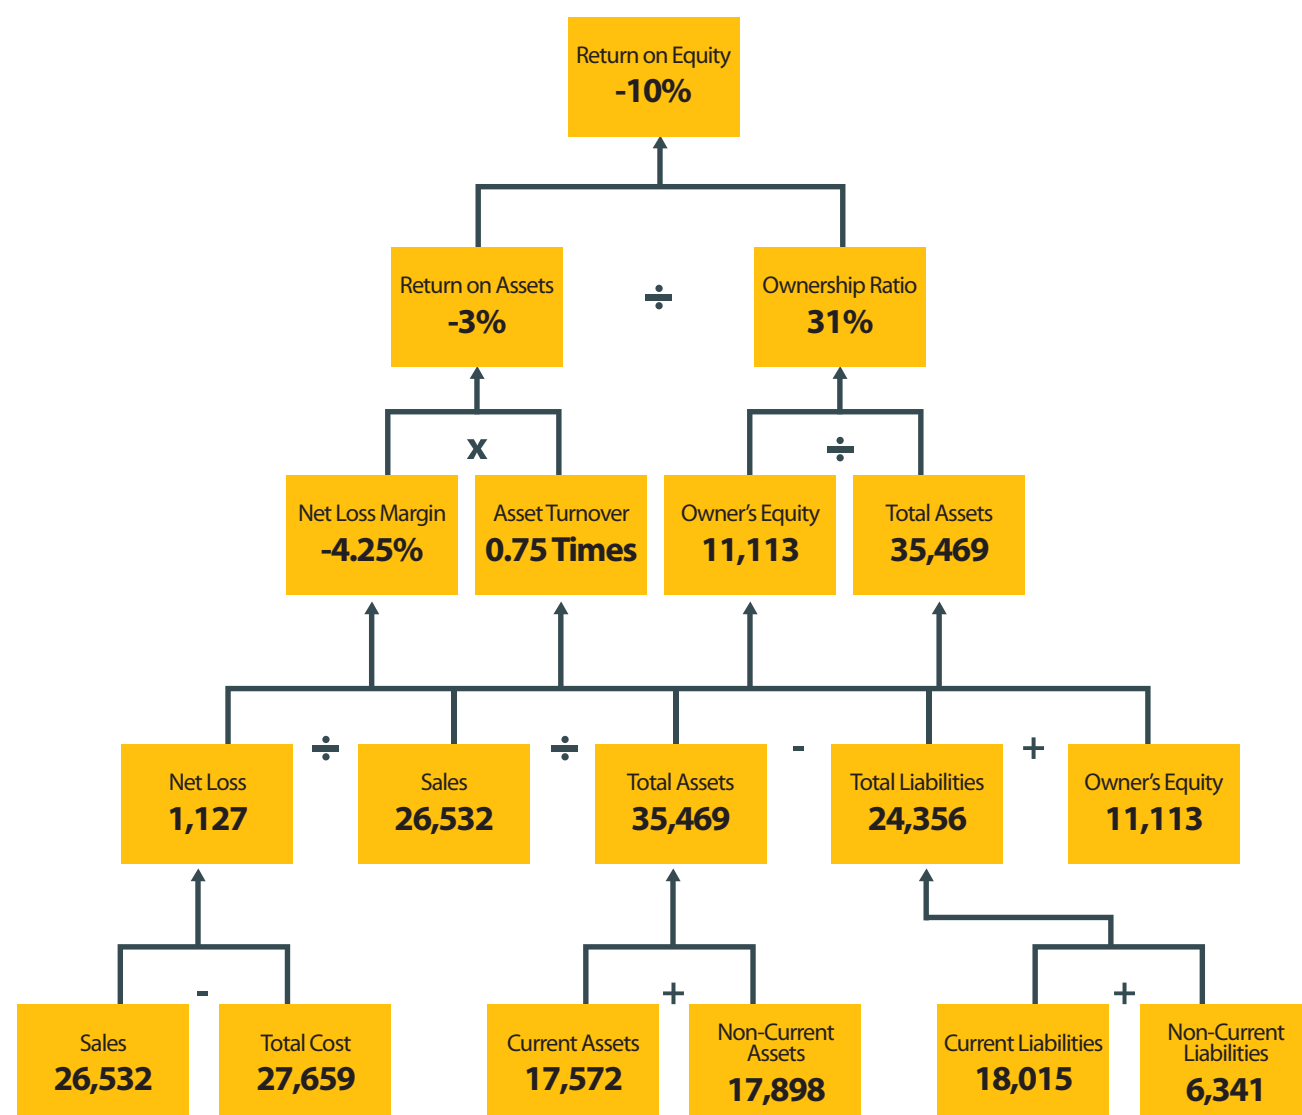 Return on Equity
-10%
Return on Assets
-3%
÷
Ownership Ratio
31%
x
÷
Net Loss Margin
-4.25%
Asset Turnover
0.75 Times
Owner's Equity
11,113
Total Assets
35,469
÷
÷
-
+
Net Loss
1,127
Sales
26,532
Total Assets
35,469
Total Liabilities
24,356
Owner's Equity
11,113
-
+
+
Sales
26,532
Total Cost
27,659
Current Assets
17,572
Non-Current
Assets
17,898
Current Liabilities
18,015
Non-Current
Liabilities
6,341